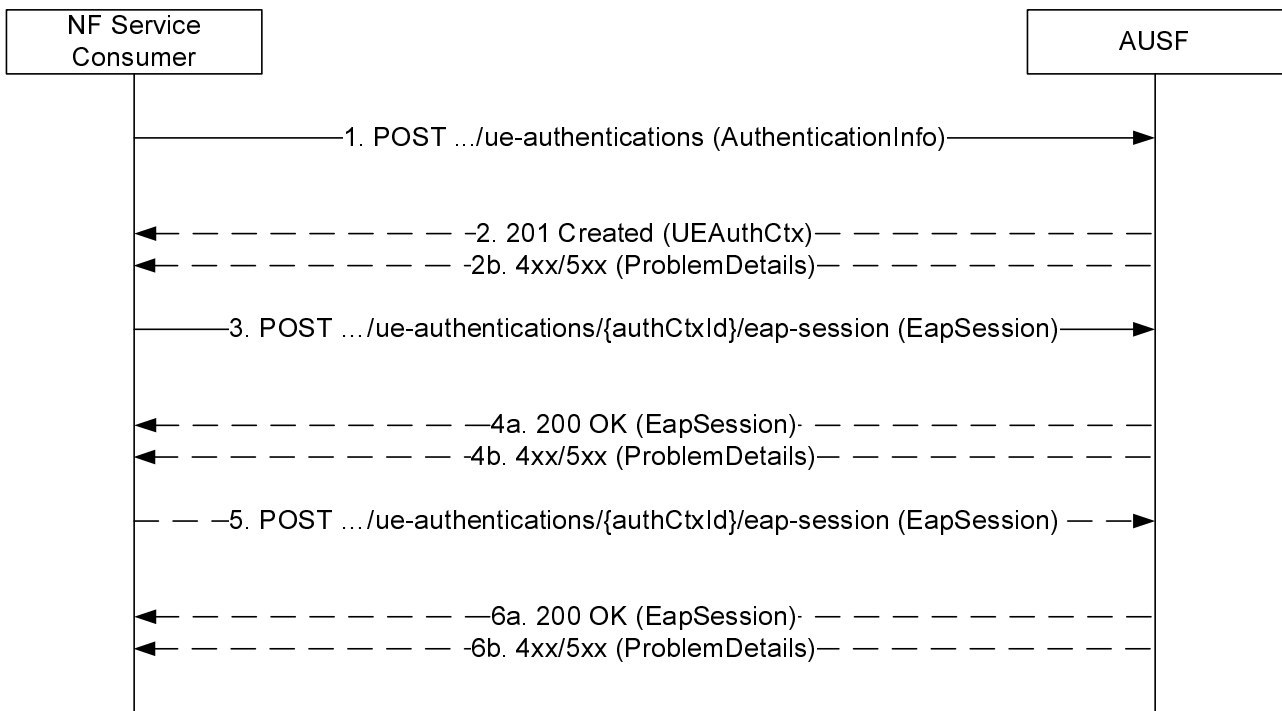 NF Service
Consumer
AUSF
1. POST .../ue-authentications (AuthenticationInfo)
2. 201 Created (UEAuthCtx)
2b. 4xx/5xx (ProblemDetails)
3. POST …/ue-authentications/{authCtxId}/eap-session (EapSession)
4a. 200 OK (EapSession)
4b. 4xx/5xx (ProblemDetails)
5. POST …/ue-authentications/{authCtxId}/eap-session (EapSession)
6a. 200 OK (EapSession)
6b. 4xx/5xx (ProblemDetails)